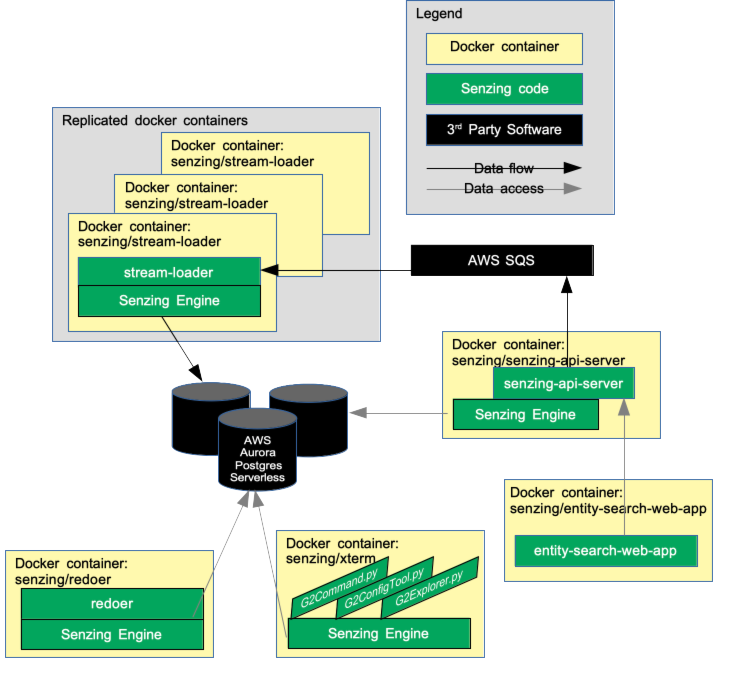 Legend
Docker container
Senzing code
3rd Party Software
Data flow
Data access
Replicated docker containers
Docker container:
senzing/stream-loader
Docker container:
senzing/stream-loader
Docker container:
senzing/stream-loader
stream-loader
Senzing Engine
AWS SQS
Docker container:
senzing/senzing-api-server
senzing-api-server
Senzing Engine
AWS
Aurora
Postgres
Serverless
Docker container:
senzing/entity-search-web-app
entity-search-web-app
Docker container:
senzing/redoer
redoer
Senzing Engine
Docker container:
senzing/xterm
G2Command.py
G2ConfigTool.py
G2Explorer.py
Senzing Engine